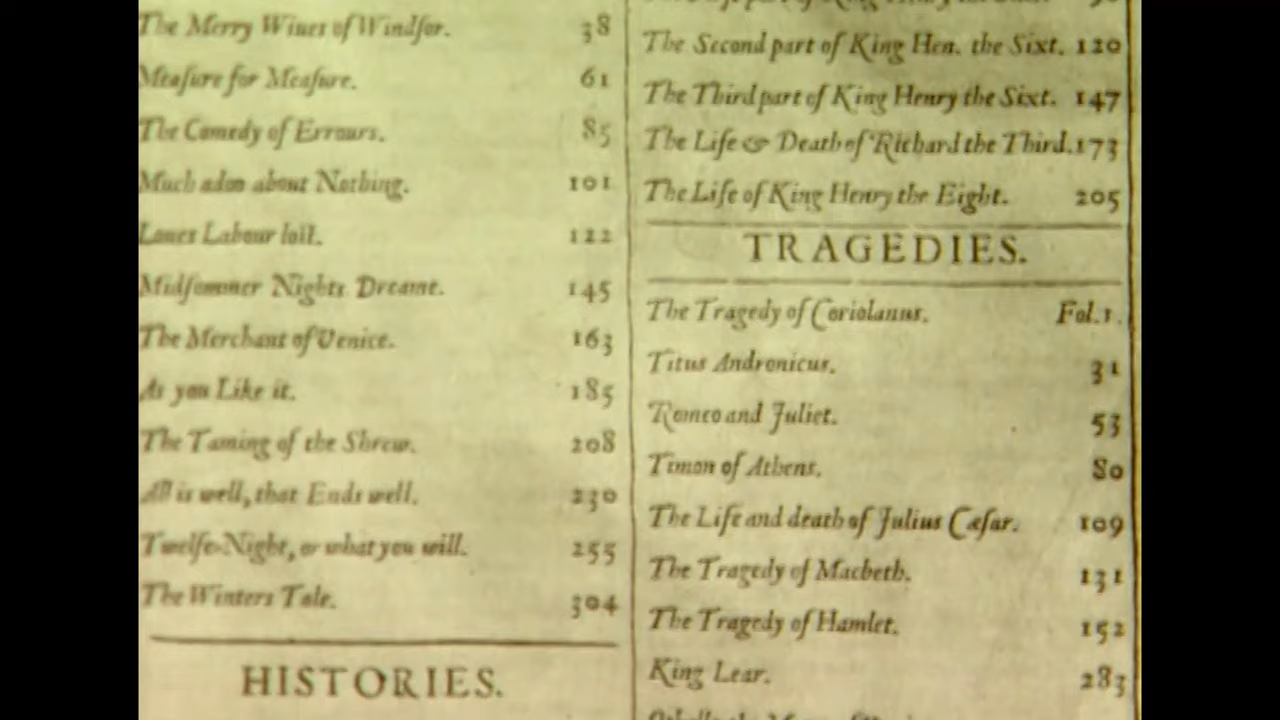 The Merry Wiues of Windſor. 38
Meaſure for Meaſure. 61
The Comedy of Errours. 85
Much adoo about Nothing. 101
Loues Labour loſt. 122
Midſommer Nights Dreame. 145
The Merchant of Venice. 163
As you Like it. 185
The Taming of the Shrew. 208
All is well, that Ends well. 230
Twelfe-Night, or what you will. 255
The Winters Tale. 304
HISTORIES.
part of King Henry the
The Second part of King Hen. the Sixt. 120
The Third part of King Henry the Sixt. 147
The Life & Death of Richard the Third. 173
The Life of King Henry the Eight. 205
TRAGEDIES.
The Tragedy of Coriolanus. Fol.1.
Titus Andronicus. 31
Romeo and Juliet. 53
Timon of Athens. 80
The Life and death of Julius Cæſar. 109
The Tragedy of Macbeth. 131
The Tragedy of Hamlet. 152
King Lear. 283